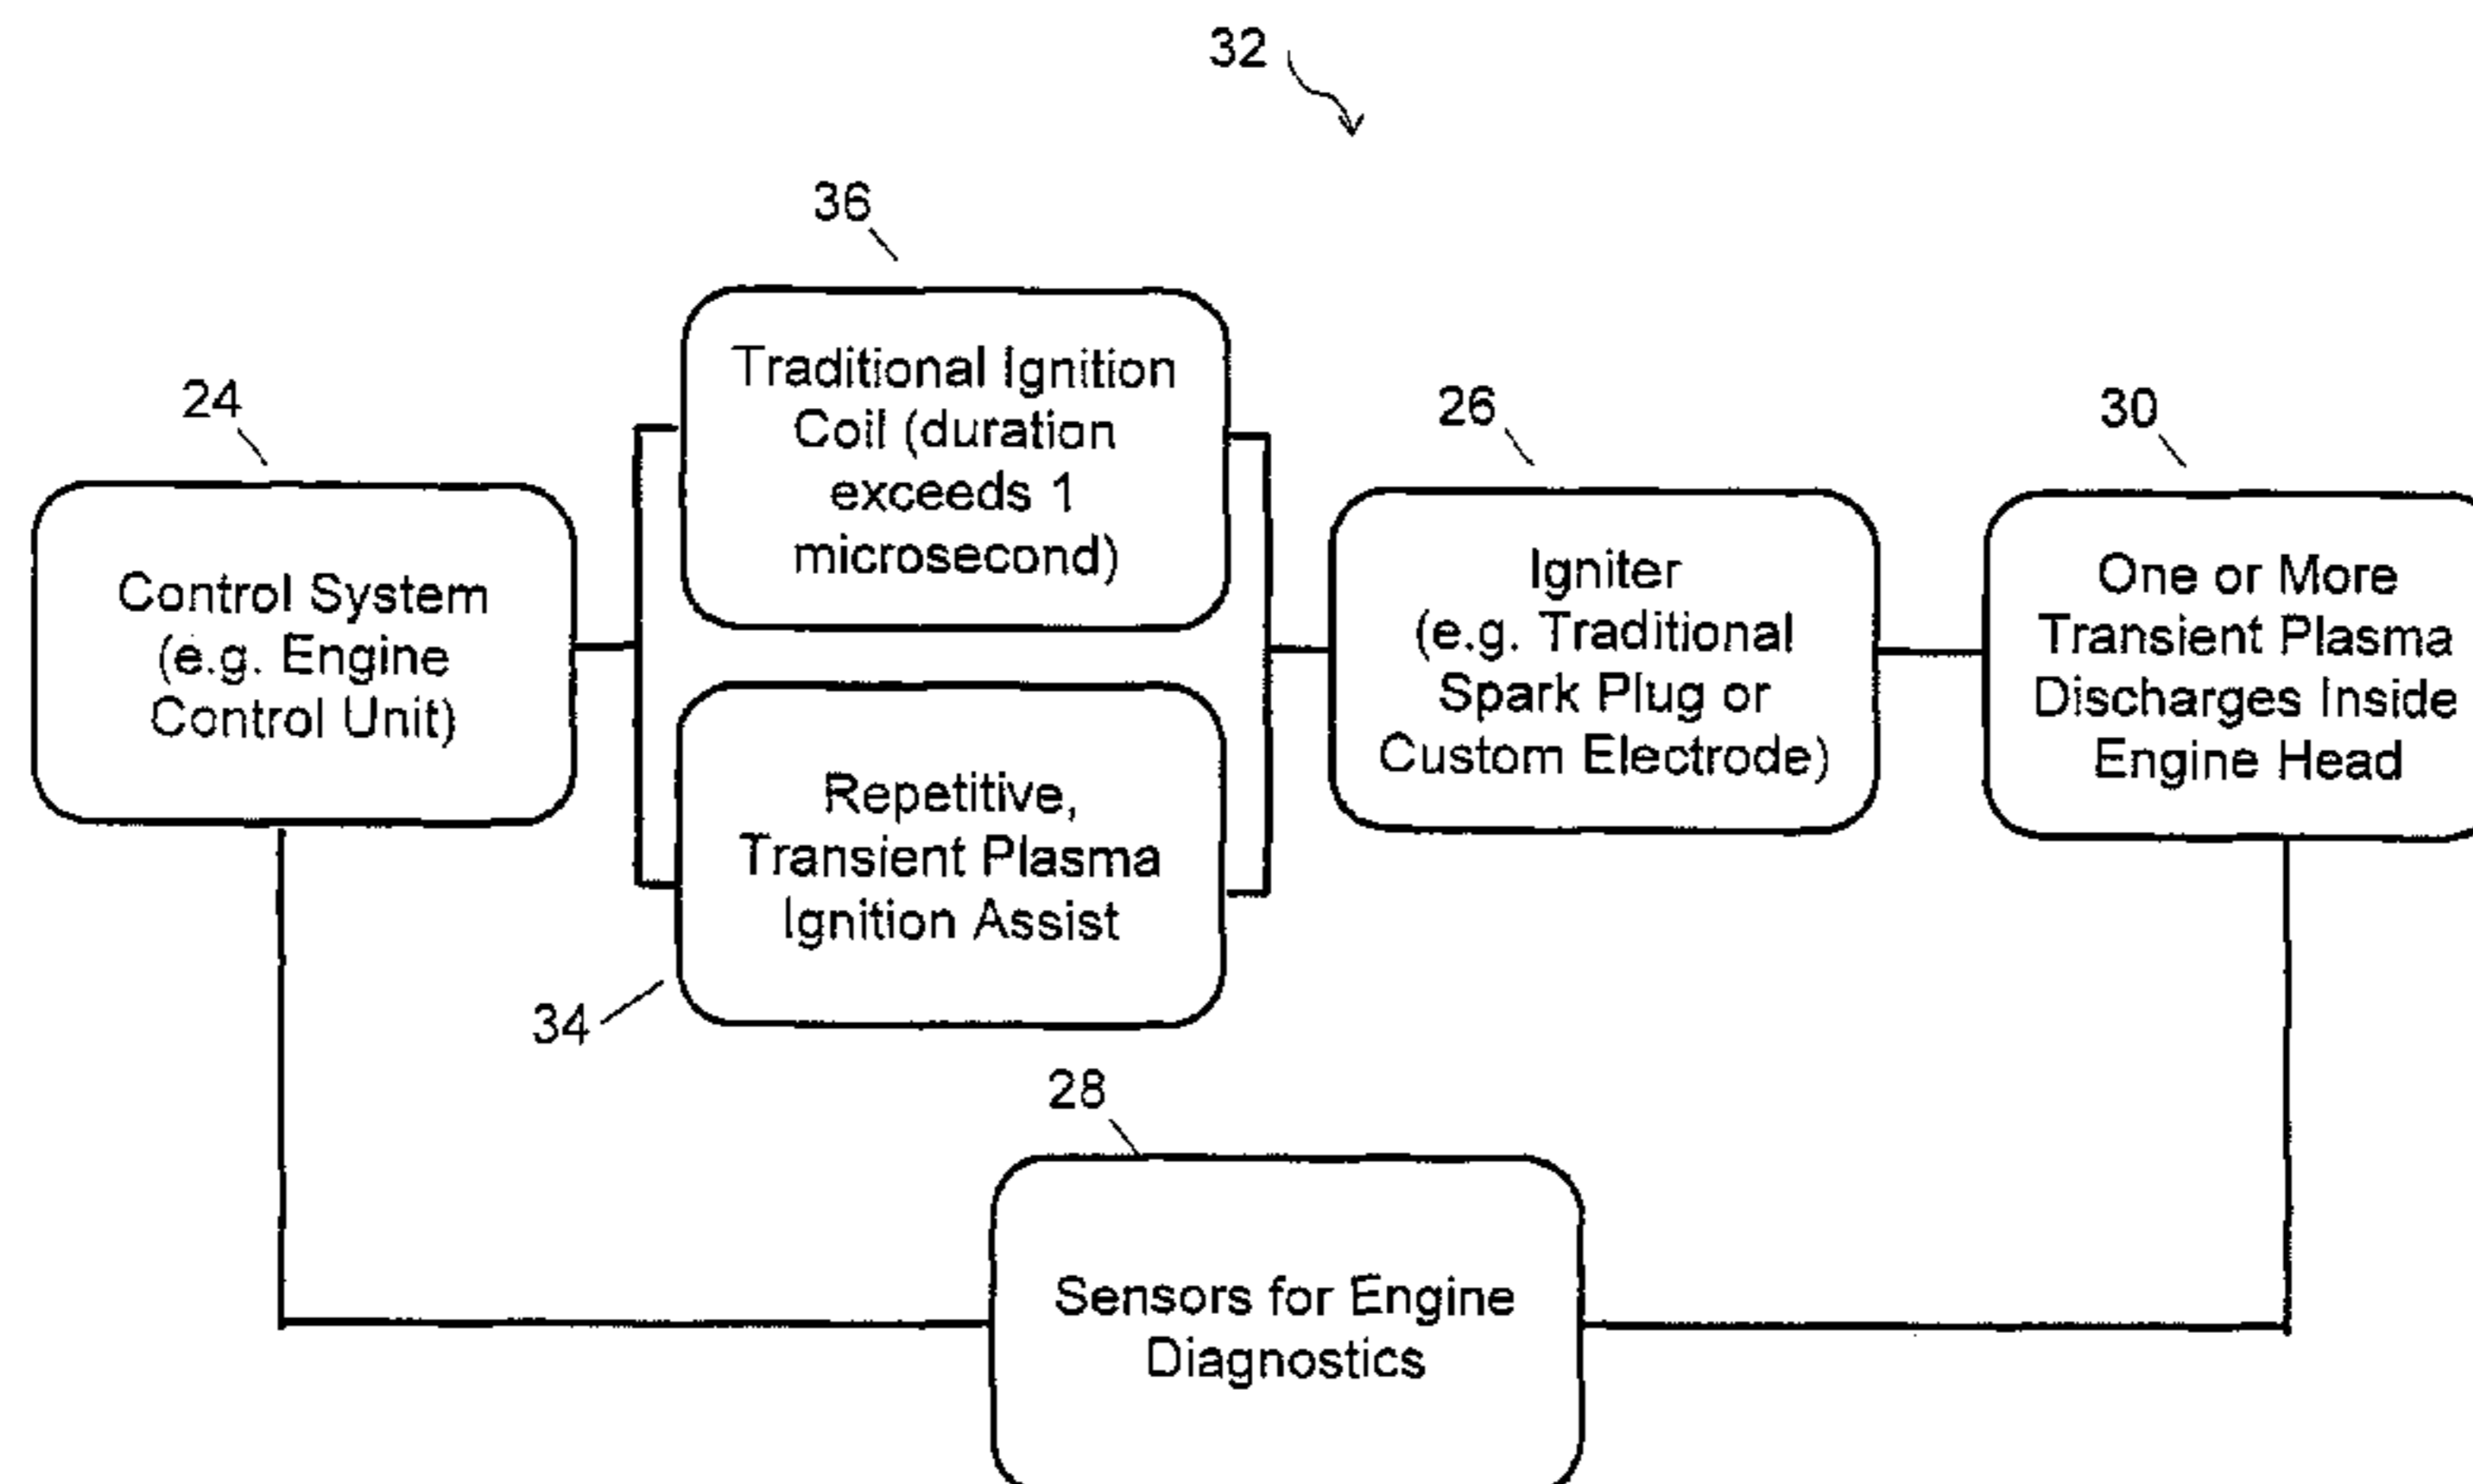 32
36
Traditional Ignition
Coil (duration
exceeds 1
microsecond)
24
Control System
(e.g. Engine
Control Unit)
26
Igniter
(e.g. Traditional
Spark Plug or
Custom Electrode)
30
One or More
Transient Plasma
Discharges Inside
Engine Head
Repetitive,
Transient Plasma
Ignition Assist
34
28
Sensors for Engine
Diagnostics